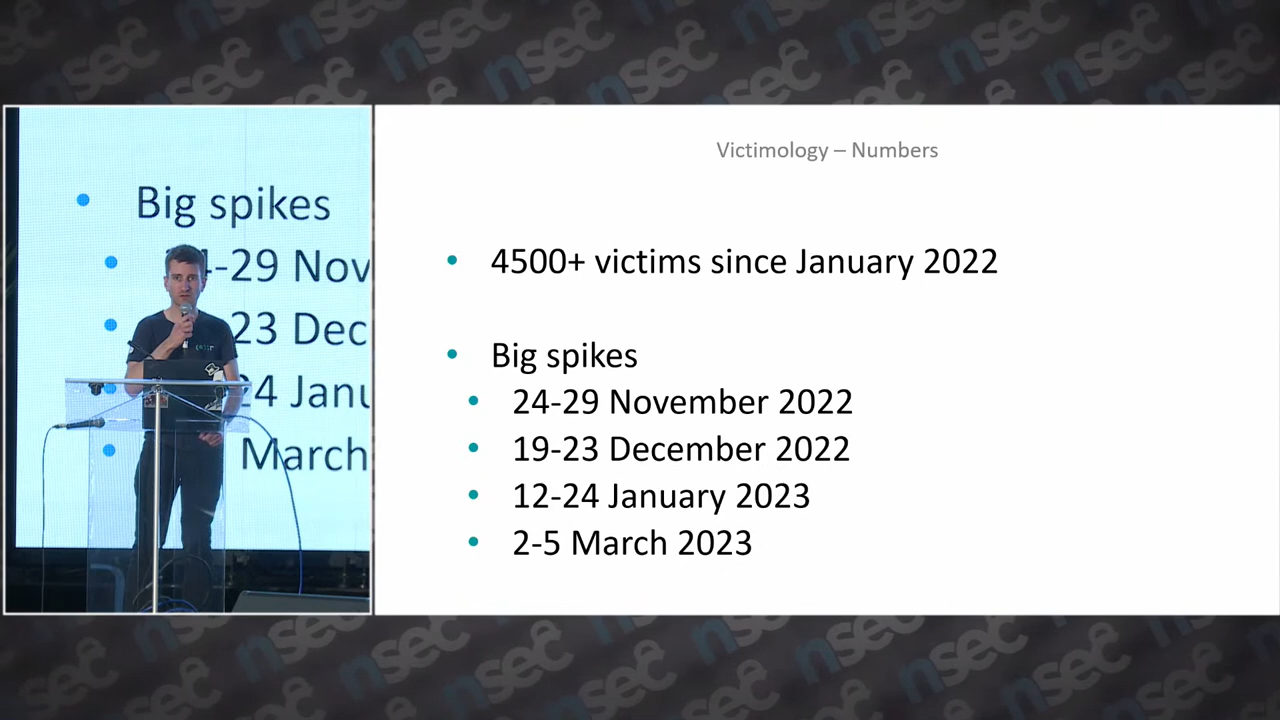 Big spikes
-29 Nov
23 Dec
24 Janu
March
Victimology – Numbers
4500+ victims since January 2022
Big spikes
24-29 November 2022
19-23 December 2022
12-24 January 2023
2-5 March 2023
nsec